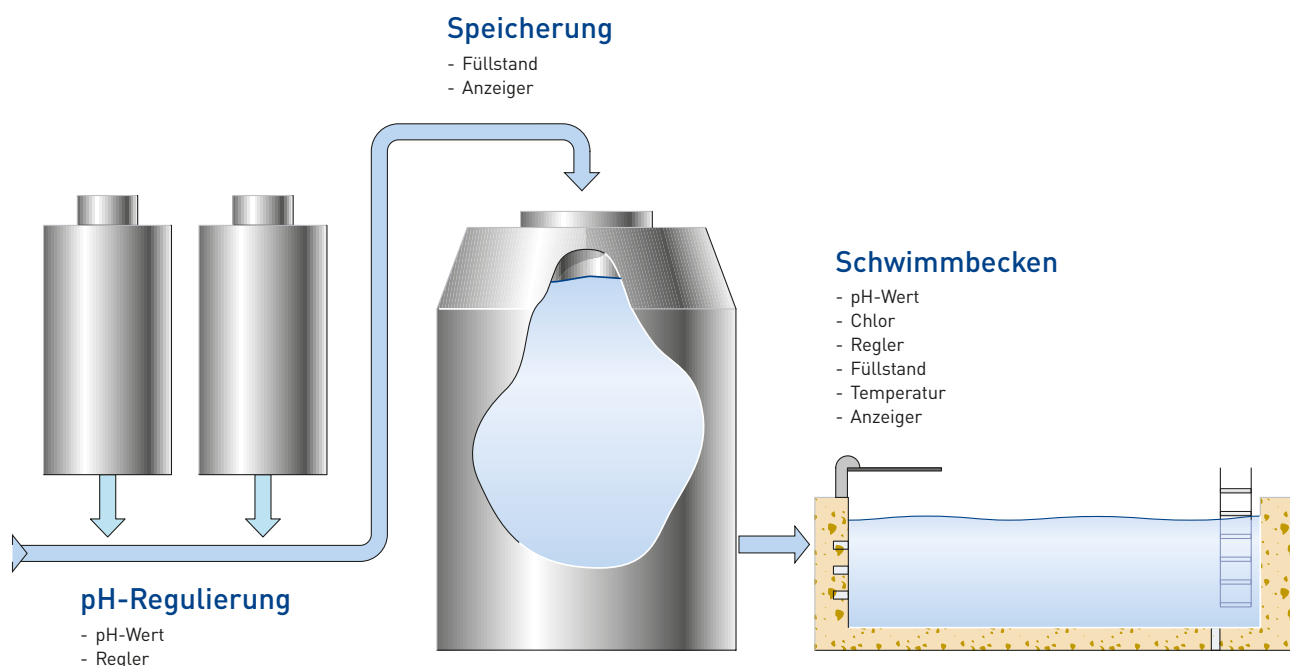 Speicherung
- Füllstand
- Anzeiger
Schwimmbecken
- pH-Wert
- Chlor
- Regler
- Füllstand
- Temperatur
- Anzeiger
pH-Regulierung
- pH-Wert
- Regler